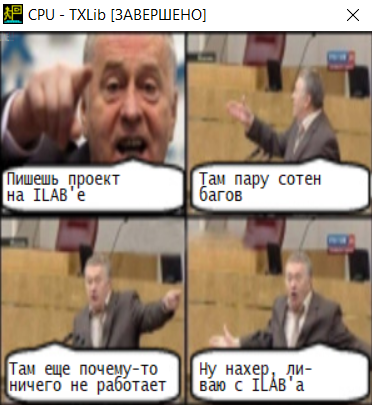 CPU - TXLib [ЗАВЕРШЕНО]
Пишешь проект
на ILAB'е
Там пару сотен
багов
Там еще почему-то
ничего не работает
Ну нахер, ли-
ваю с ILAB'а